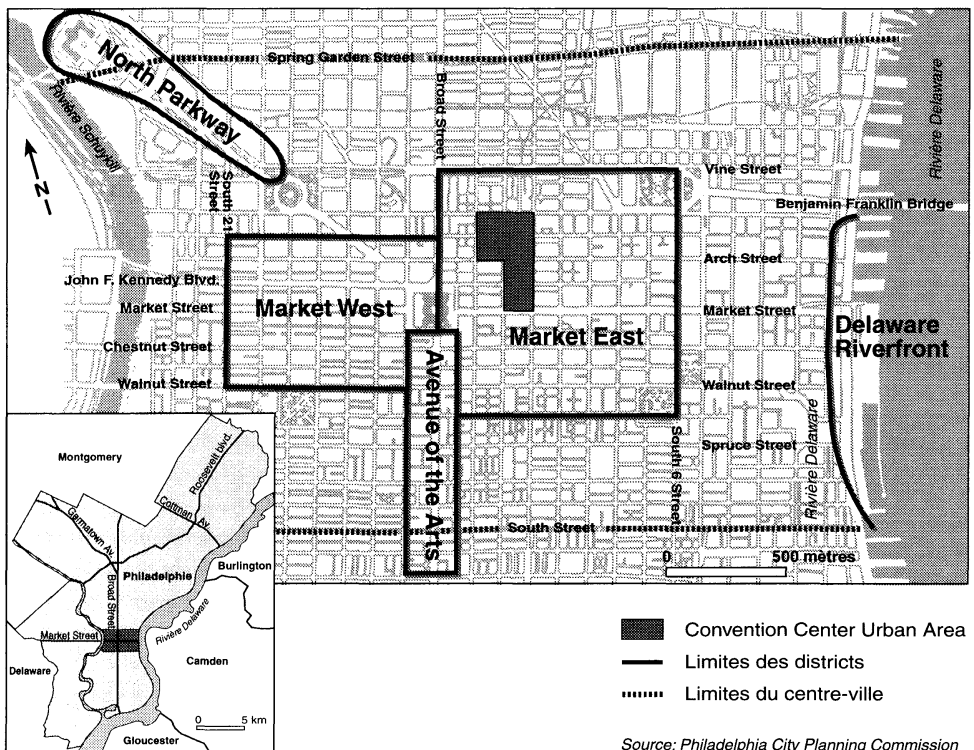 North Parkway
Spring Garden Street
Broad Street
Rivière Schuylkill
Rivière Delaware
N
South 21
Street
Vine Street
Benjamin Franklin Bridge
Arch Street
John F. Kennedy Blvd.
Market Street
Market West
Market Street
Market East
Delaware
Riverfront
Chestnut Street
Walnut Street
Walnut Street
Avenue of the Arts
Spruce Street
South 6 Street
Rivière Delaware
South Street
0 500 mètres
Montgomery
Roosevelt blvd.
Cottman Av
Germatown Av.
Philadelphie
Burlington
Broad Street
Market Street
Rivière Delaware
Delaware
Camden
0 5 km
Gloucester
Convention Center Urban Area
Limites des districts
Limites du centre-ville
Source: Philadelphia City Planning Commission